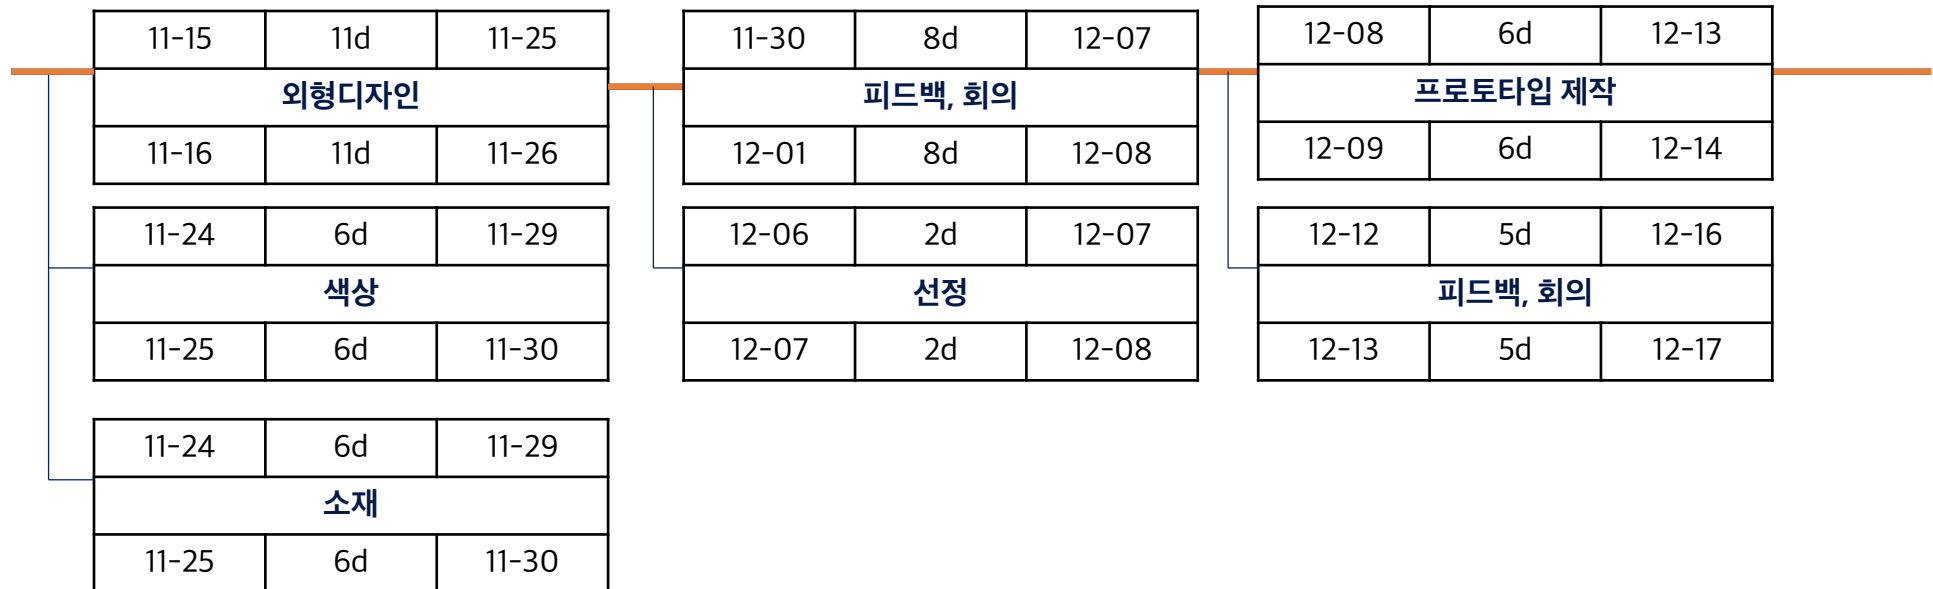 11-15 11d 11-25
외형디자인
11-16 11d 11-26
11-24 6d 11-29
색상
11-25 6d 11-30
11-24 6d 11-29
소재
11-25 6d 11-30
11-30 8d 12-07
피드백, 회의
12-01 8d 12-08
12-06 2d 12-07
선정
12-07 2d 12-08
12-08 6d 12-13
프로토타입 제작
12-09 6d 12-14
12-12 5d 12-16
피드백, 회의
12-13 5d 12-17